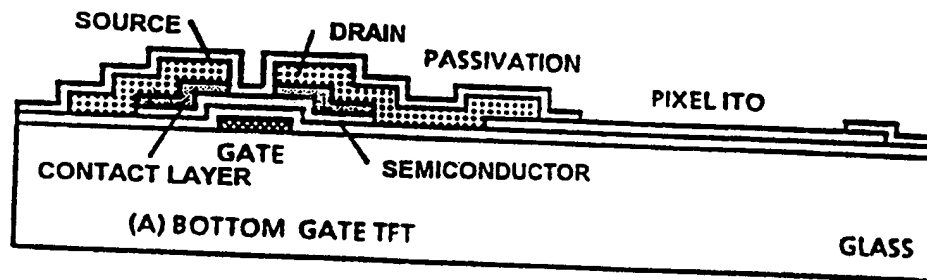 SOURCE
DRAIN
PASSIVATION
PIXEL ITO
GATE
SEMICONDUCTOR
CONTACT LAYER
(A) BOTTOM GATE TFT
GLASS